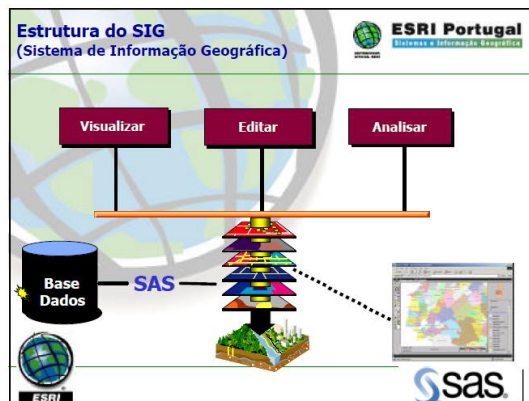 Estrutura do SIG
(Sistema de Informação Geográfica)
ESRI Portugal
Sistemas e Informação Geográfica
Visualizar
Editar
Analisar
Base
Dados
SAS
ESRI
sas